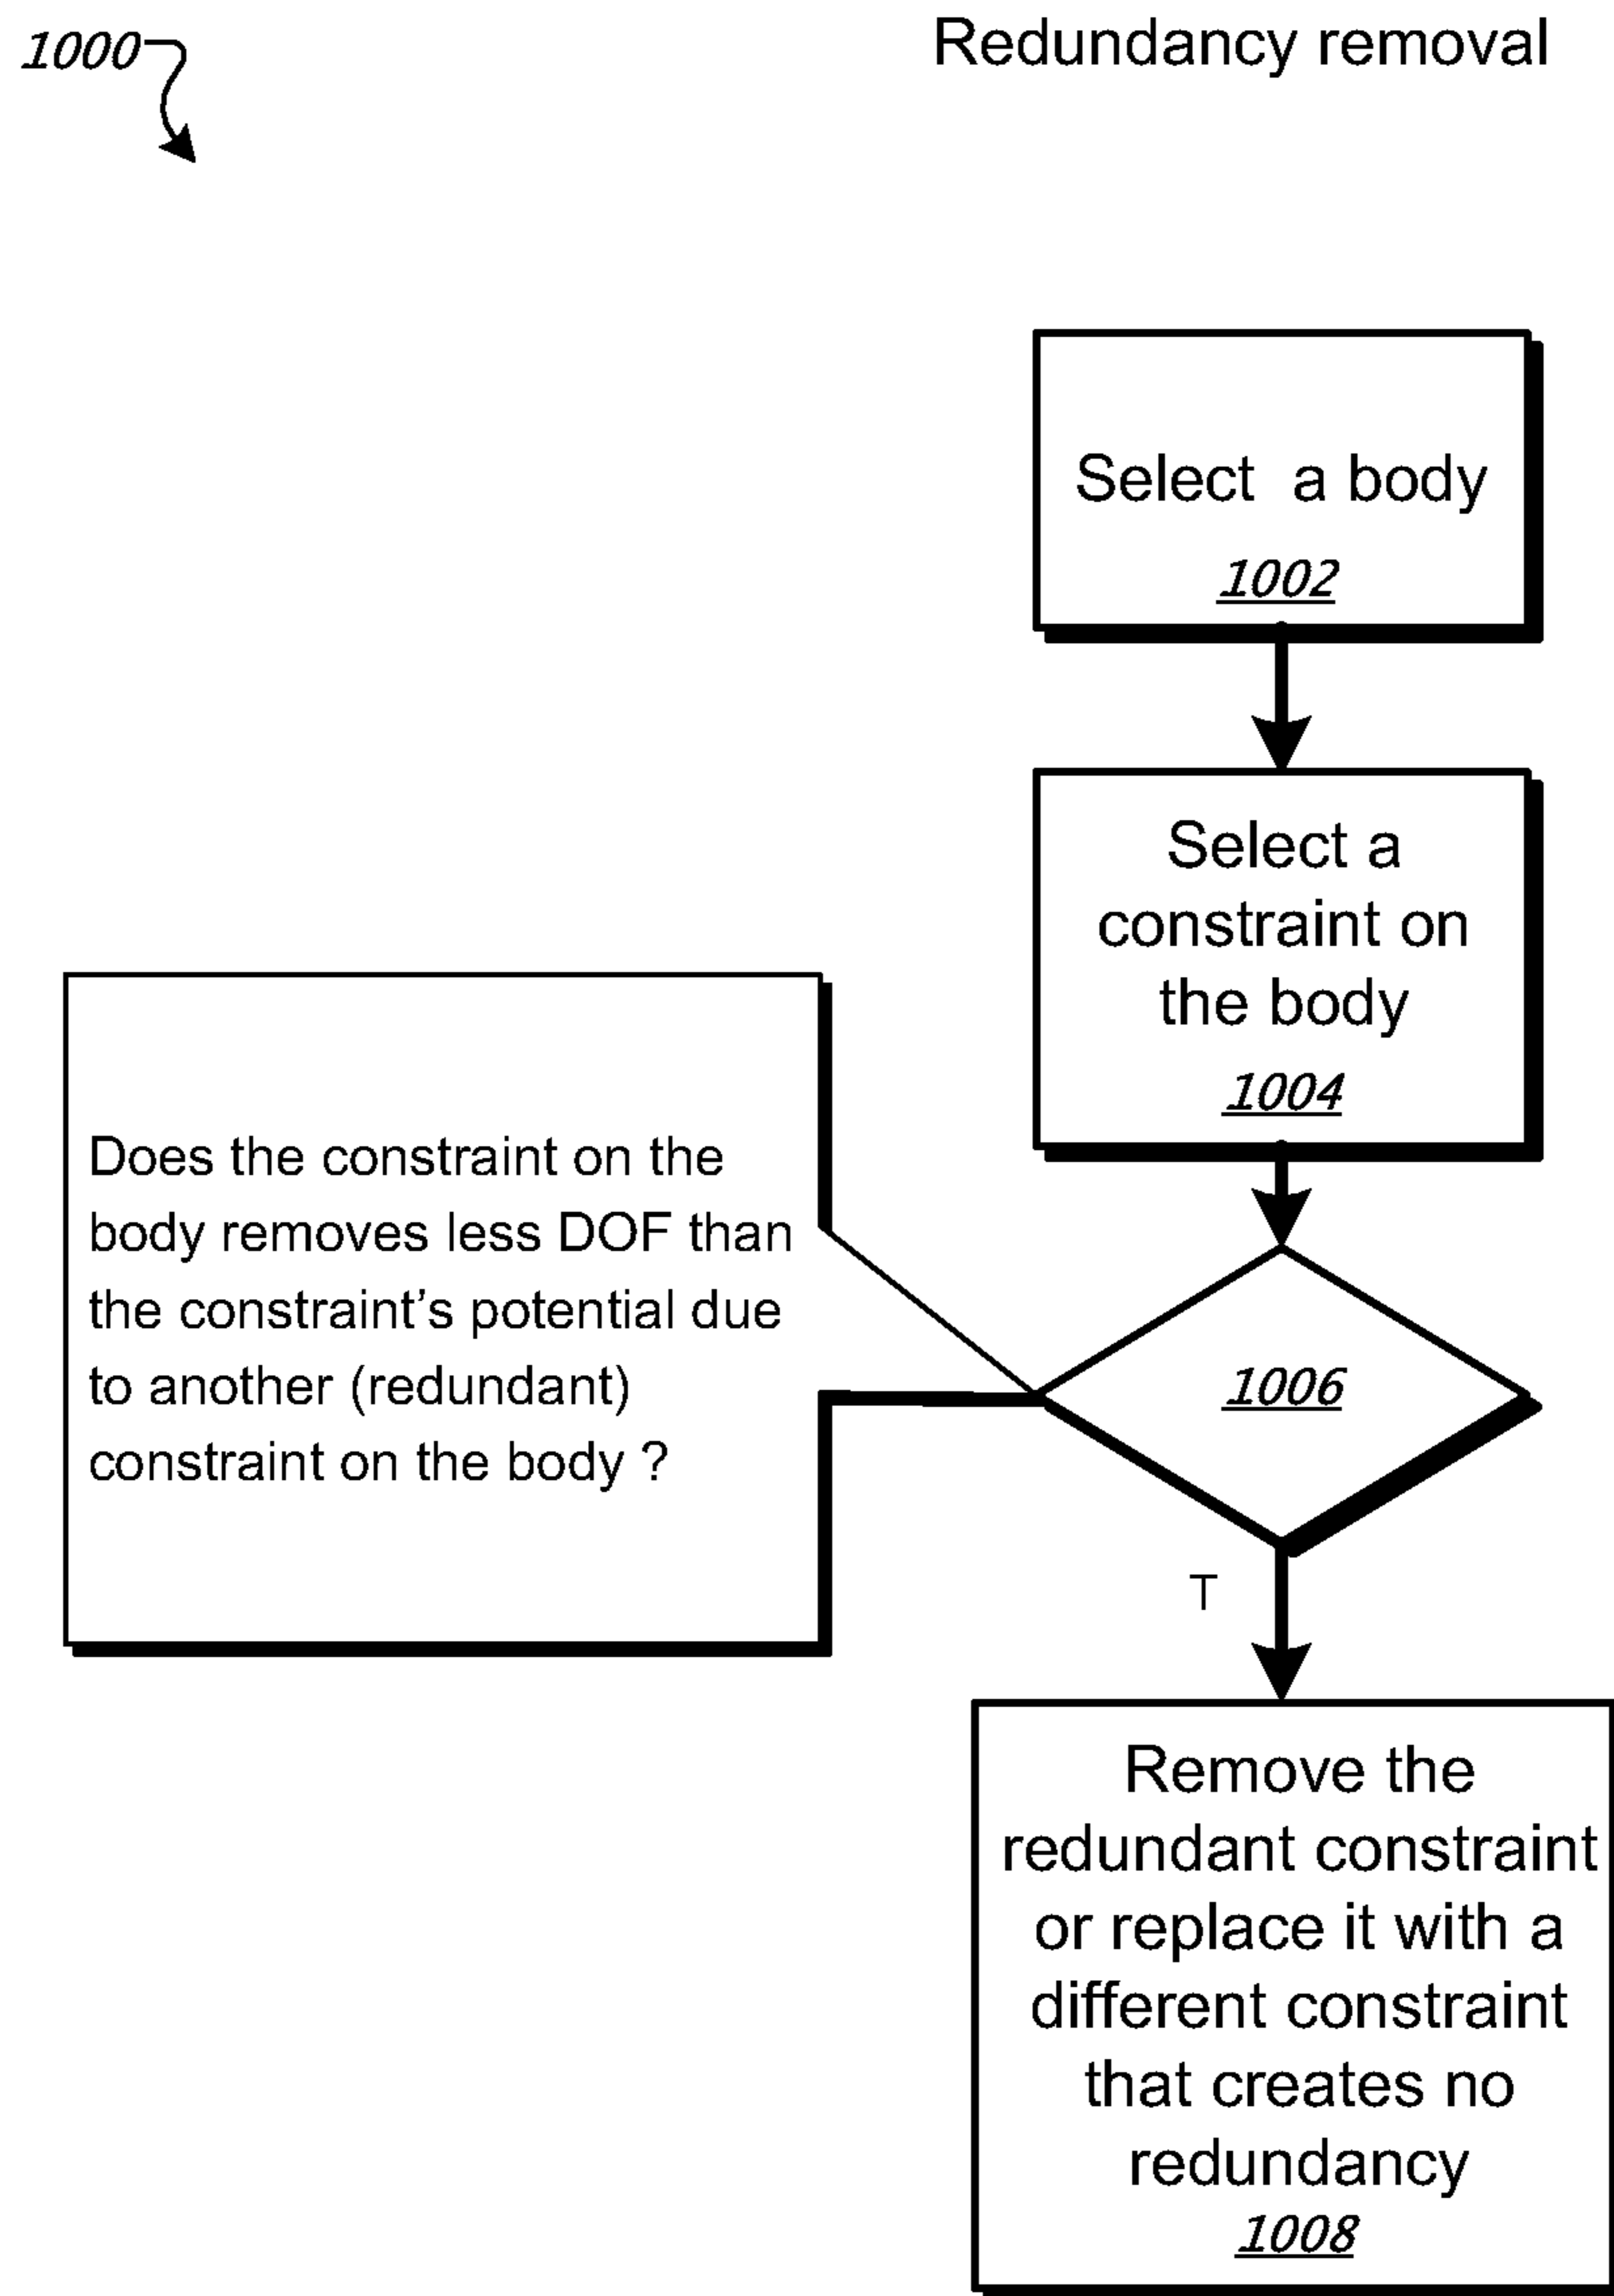 1000
Redundancy removal
Select a body
1002
Select a
constraint on
the body
1004
Does the constraint on the
body removes less DOF than
the constraint’s potential due
to another (redundant)
constraint on the body ?
1006
T
Remove the
redundant constraint
or replace it with a
different constraint
that creates no
redundancy
1008